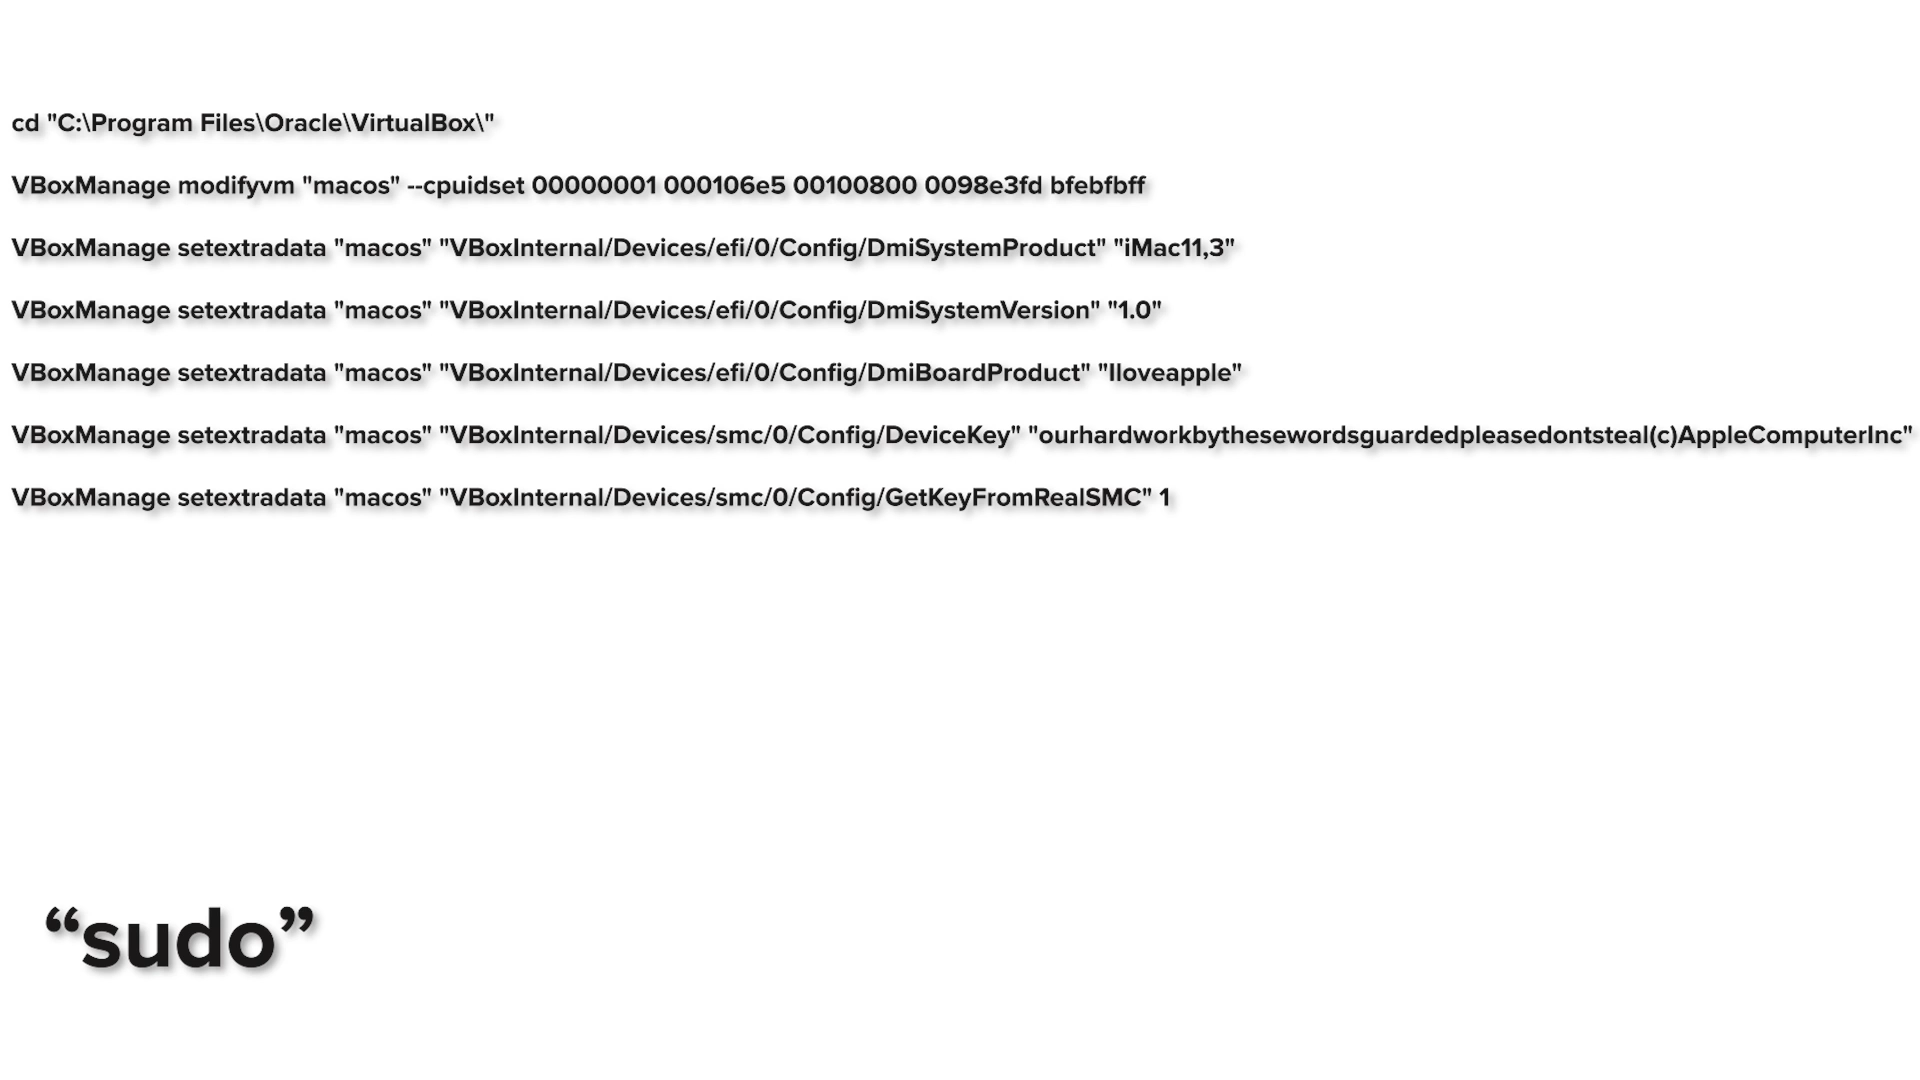 cd "C:\Program Files\Oracle\VirtualBox\"
VBoxManage modifyvm "macos" --cpuidset 00000001 000106e5 00100800 0098e3fd bfebfbff
VBoxManage setextradata "macos" "VBoxInternal/Devices/efi/0/Config/DmiSystemProduct" "iMac11,3"
VBoxManage setextradata "macos" "VBoxInternal/Devices/efi/0/Config/DmiSystemVersion" "1.0"
VBoxManage setextradata "macos" "VBoxInternal/Devices/efi/0/Config/DmiBoardProduct" "Iloveapple"
VBoxManage setextradata "macos" "VBoxInternal/Devices/smc/0/Config/DeviceKey" "ourhardworkbythesewordsguardedpleasedontsteal(c)AppleComputerInc"
VBoxManage setextradata "macos" "VBoxInternal/Devices/smc/0/Config/GetKeyFromRealSMC" 1
“sudo”